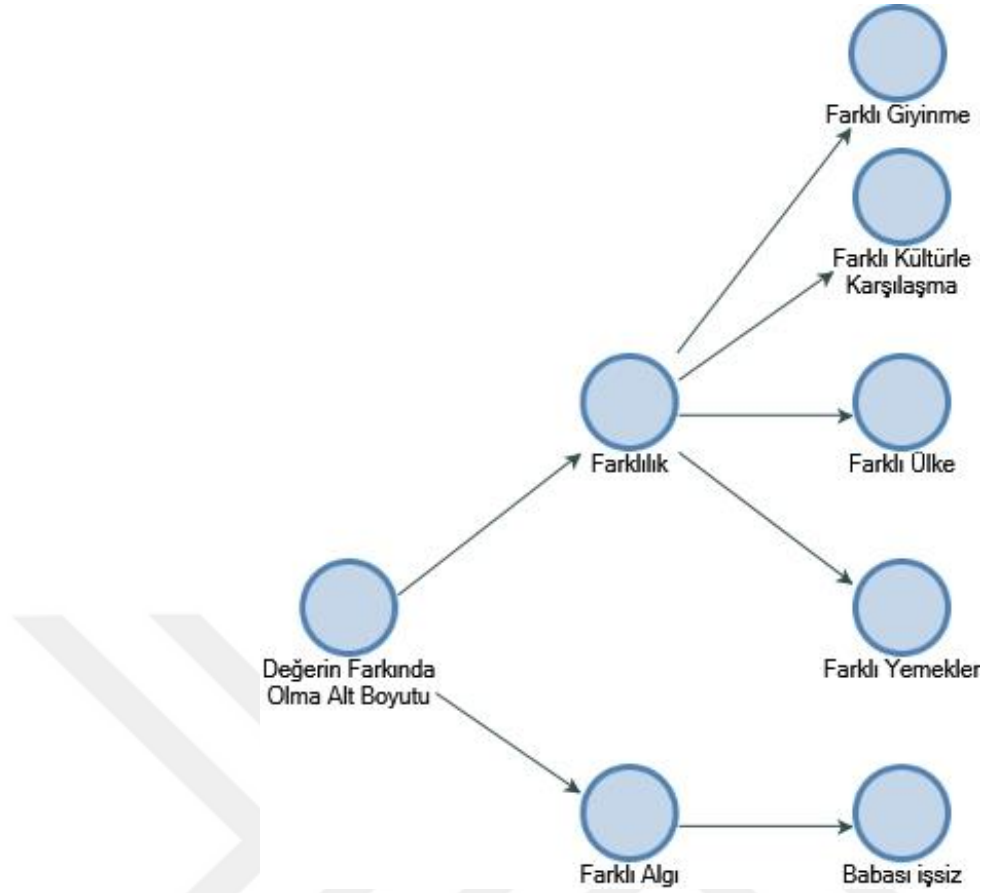 Farklı Giyinme
Farklı Kültürle
Karşılaşma
Farklılık
Farklı Ülke
Değerin Farkında
Olma Alt Boyutu
Farklı Yemekler
Farklı Algı
Babası işsiz